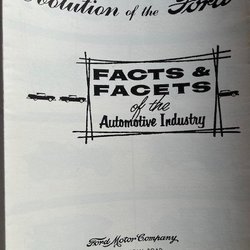 Evolution of the Ford
FACTS &
FACETS
of the
Automotive Industry
Ford Motor Company